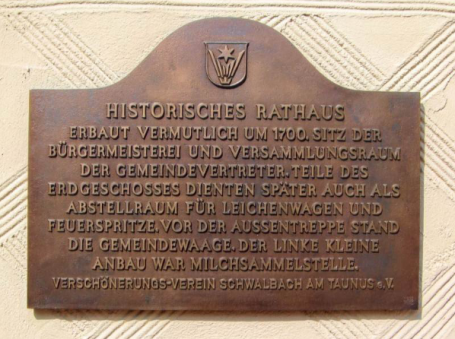 HISTORISCHES RATHAUS
ERBAUT VERMUTLICH UM 1700. SITZ DER
BÜRGERMEISTEREI UND VERSAMMLUNGSRAUM
DER GEMEINDEVERTRETER. TEILE DES
ERDGESCHOSSES DIENTEN SPÄTER AUCH ALS
ABSTELLRAUM FÜR LEICHENWAGEN UND
FEUERSPRITZE. VOR DER AUSSENTREPPE STAND
DIE GEMEINDEWAAGE. DER LINKE KLEINE
ANBAU WAR MILCHSAMMELSTELLE.
VERSCHÖNERUNGS-VEREIN SCHWALBACH AM TAUNUS e.V.